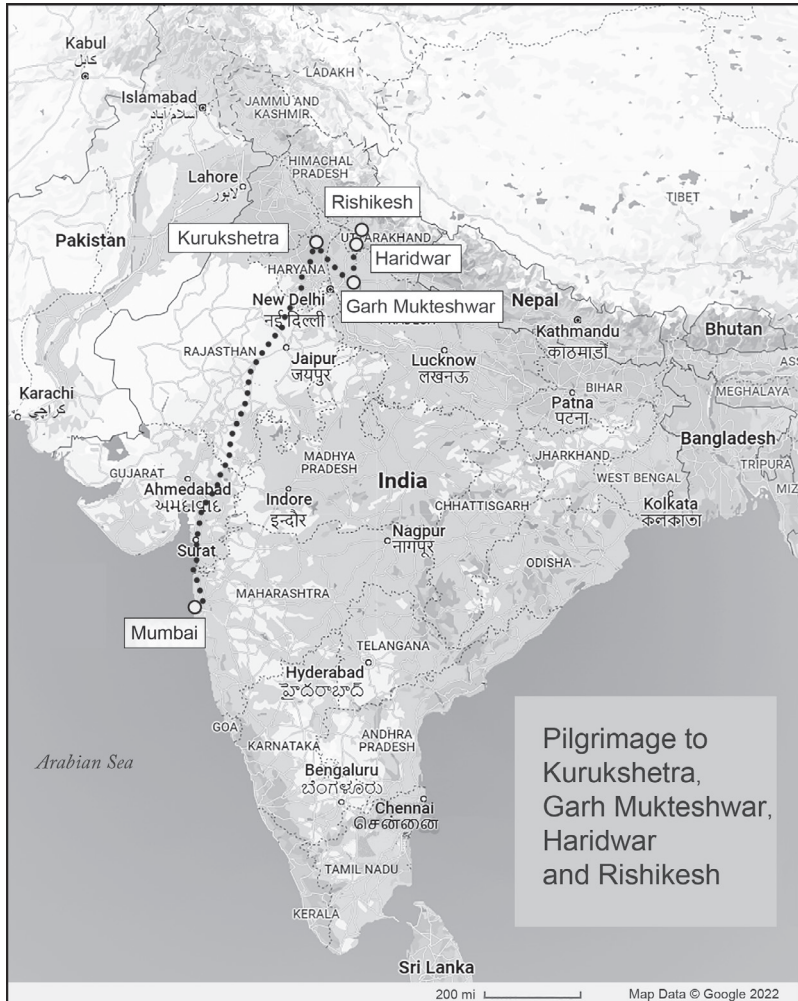 Kabul
کابل
Islamabad
اسلام آباد
LADAKH
JAMMU AND
KASHMIR
HIMACHAL
PRADESH
Lahore
لاہور
TIBET
Rishikesh
Pakistan
Kurukshetra
UTTARAKHAND
Haridwar
HARYANA
New Delhi
नई दिल्ली
Garh Mukteshwar
PRADESH
Nepal
Kathmandu
काठमाडौं
Bhutan
RAJASTHAN
Jaipur
जयपुर
Lucknow
लखनऊ
ASS
Karachi
كراچی
BIHAR
Patna
पटना
MEGHALAYA
Bangladesh
GUJARAT
MADHYA
PRADESH
JHARKHAND
TRIPURA
Ahmedabad
અમદાવાદ
India
WEST BENGAL
MIZ
Indore
इन्दौर
CHHATTISGARH
Kolkata
কলকাতা
Surat
Nagpur
नागपूर
ODISHA
MAHARASHTRA
Mumbai
TELANGANA
Hyderabad
హైదరాబాద్
GOA
KARNATAKA
ANDHRA
PRADESH
Arabian Sea
Bengaluru
ಬೆಂಗಳೂರು
Chennai
சென்னை
Pilgrimage to
Kurukshetra,
Garh Mukteshwar,
Haridwar
and Rishikesh
TAMIL NADU
KERALA
Sri Lanka
200 mi
Map Data © Google 2022